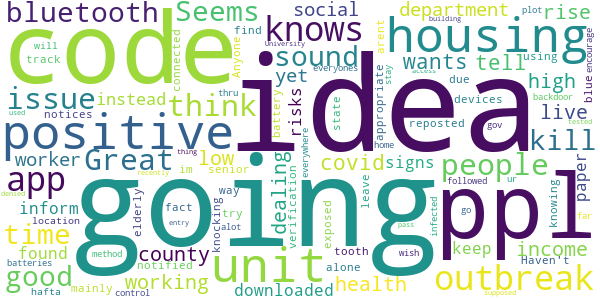 bluetooth Seems social department rise
code knows idea housing
will find Anyone yet wants tell using plot building
track connected everyones sound high due access blue encourage
issue instead think risks state appropriate arent live devices backdoor
thru battery University stay
positive going ppl kill
used notices reposted home gov tested
worker Great low covid signs people paper
app im senior verification everywhere followed ur
inform elderly fact way dealing exposed tooth leave knowing go
location knocking try infected keep income
time found recently thing county alone pass far
denied notified alot wish Haven't
good working entry unit health outbreak
batteries method downloaded
hafta mainly control supposed